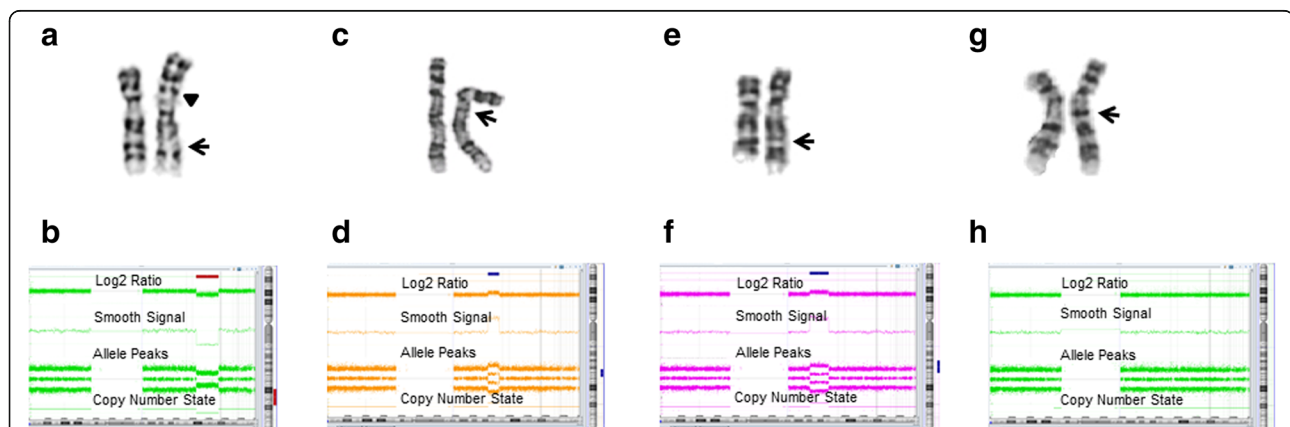 a
c
e
g
b
d
f
h
Log2 Ratio
Smooth Signal
Allele Peaks
Copy Number State
Log2 Ratio
Smooth Signal
Allele Peaks
Copy Number State
Log2 Ratio
Smooth Signal
Allele Peaks
Copy Number State
Log2 Ratio
Smooth Signal
Allele Peaks
Copy Number State